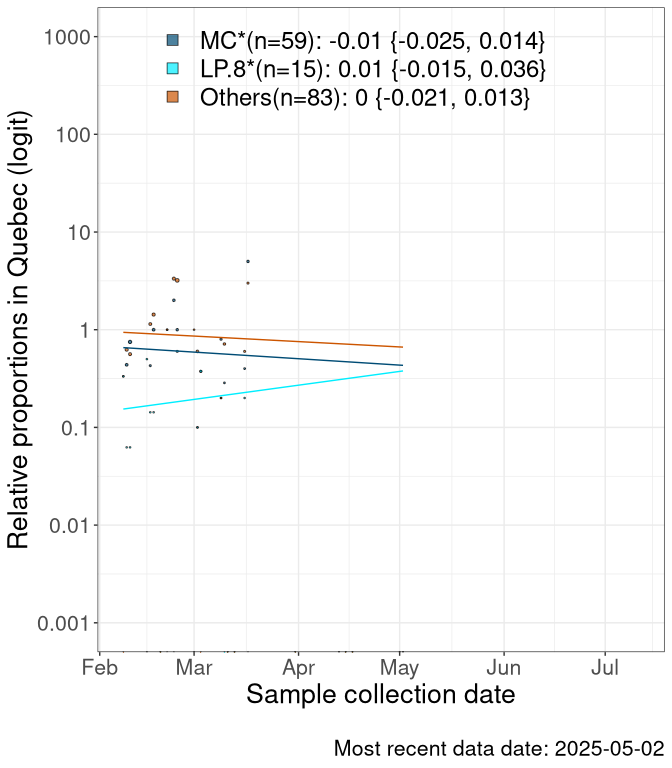 MC*(n=59): -0.01 {-0.025, 0.014}
LP.8*(n=15): 0.01 {-0.015, 0.036}
Others(n=83): 0 {-0.021, 0.013}
Relative proportions in Quebec (logit)
1000
100
10
1
0.1
0.01
0.001
Feb Mar Apr May Jun Jul
Sample collection date
Most recent data date: 2025-05-02